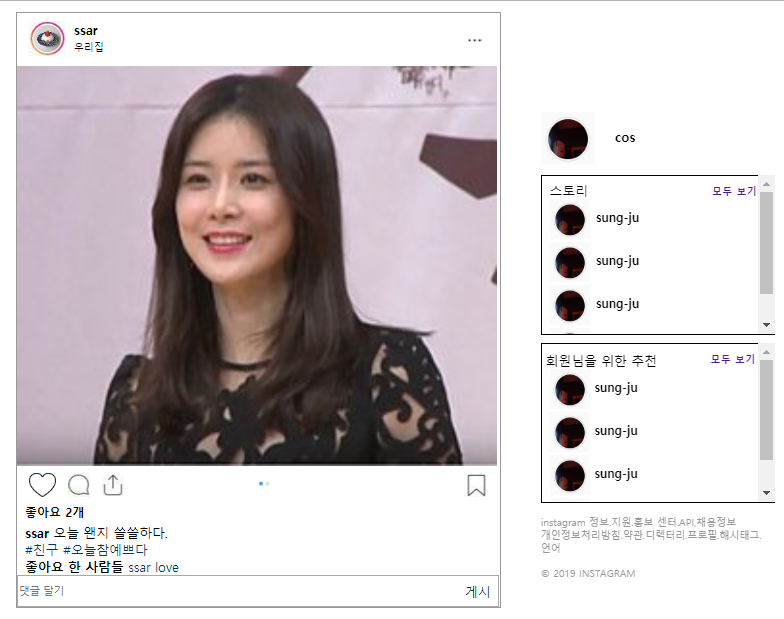 ssar
우리집
좋아요 2개
ssar 오늘 왠지 쓸쓸하다.
#친구 #오늘참예쁘다
좋아요 한 사람들 ssar love
댓글 달기
게시
cos
스토리
모두 보기
sung-ju
sung-ju
sung-ju
회원님을 위한 추천
모두 보기
sung-ju
sung-ju
sung-ju
instagram 정보.지원.홍보 센터.API.채용정보
개인정보처리방침.약관.디렉터리.프로필.해시태그.
언어
© 2019 INSTAGRAM